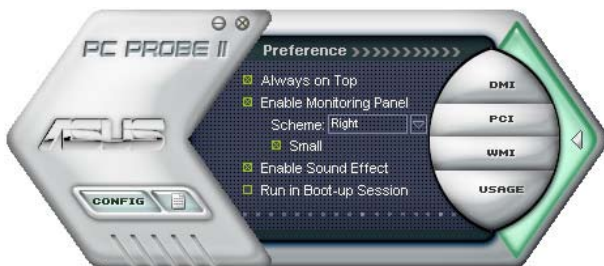 PC PROBE II
Preference >>>>>>>>>>>
Always on Top
Enable Monitoring Panel
Scheme: Right
Small
Enable Sound Effect
Run in Boot-up Session
ASUS
CONFIG
DMI
PCI
WMI
USAGE